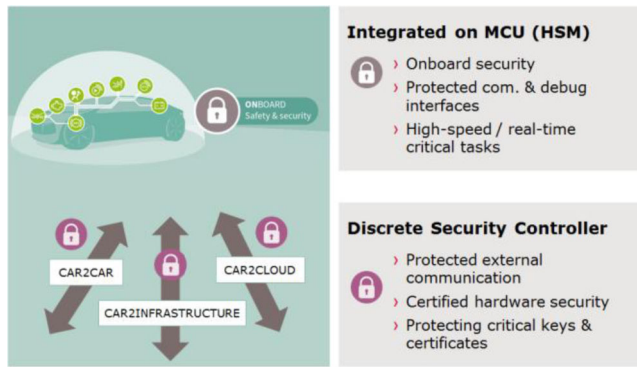 ONBOARD
Safety & security
CAR2CAR
CAR2CLOUD
CAR2INFRASTRUCTURE
Integrated on MCU (HSM)
› Onboard security
› Protected com. & debug
interfaces
› High-speed / real-time
critical tasks
Discrete Security Controller
› Protected external
communication
› Certified hardware security
› Protecting critical keys &
certificates